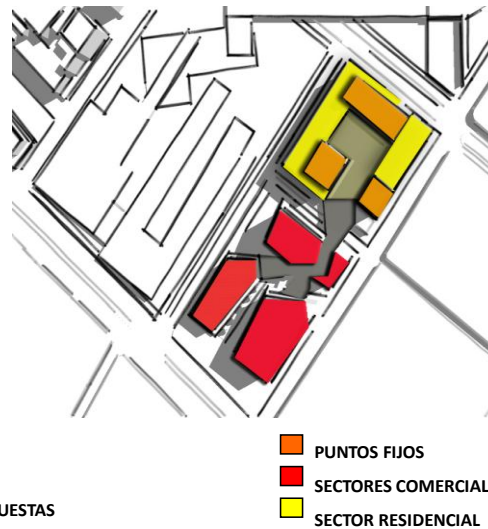 PUNTOS FIJOS
SECTORES COMERCIAL
UESTAS
SECTOR RESIDENCIAL